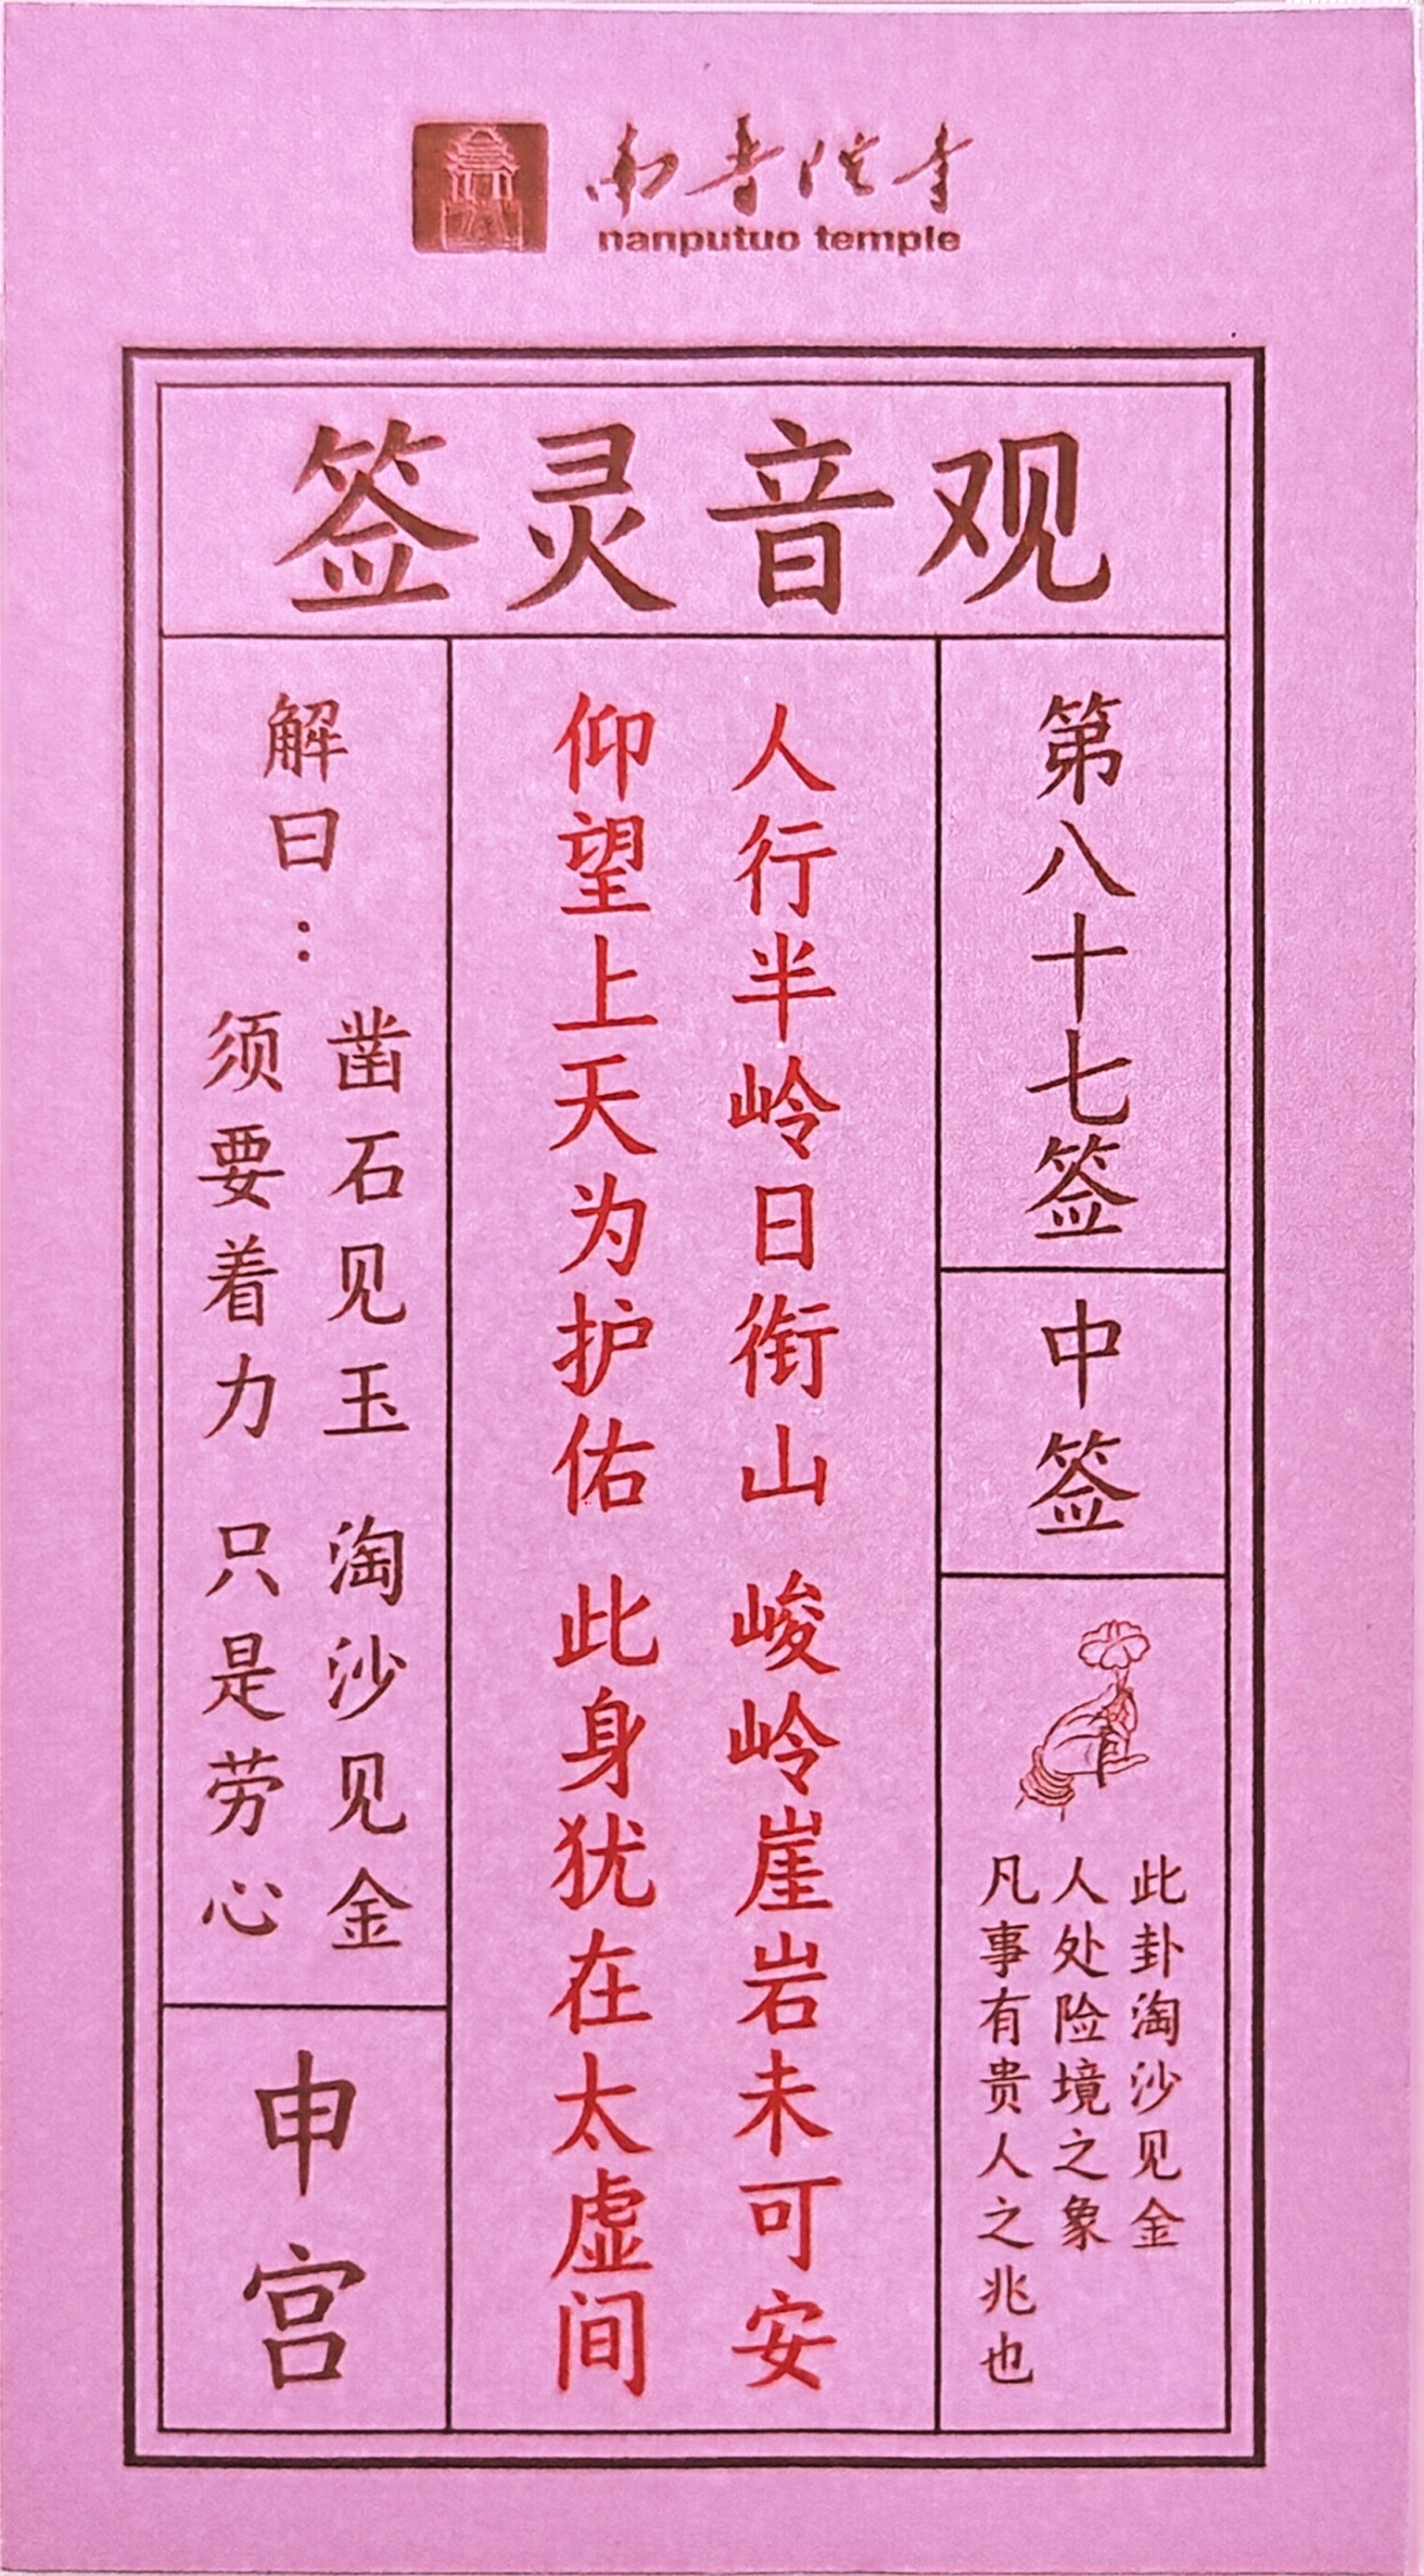 南普陀寺
nanputuo temple
观音灵签
第八十七签
中签
此卦淘沙见金
人处险境之象
凡事有贵人之兆也
人行半岭日衔山 峻岭崖岩未可安
仰望上天为护佑 此身犹在太虚间
解曰：
凿石见玉 淘沙见金
须要着力 只是劳心
申宫